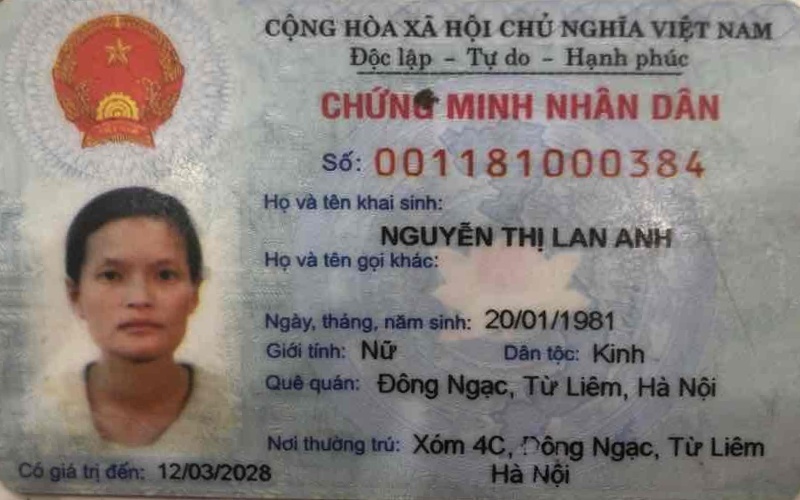 CỘNG HÒA XÃ HỘI CHỦ NGHĨA VIỆT NAM
Độc lập - Tự do - Hạnh phúc
CHỨNG MINH NHÂN DÂN
Số: 001181000384
Họ và tên khai sinh:
NGUYỄN THỊ LAN ANH
Họ và tên gọi khác:
Ngày, tháng, năm sinh: 20/01/1981
Giới tính: Nữ Dân tộc: Kinh
Quê quán: Đông Ngạc, Từ Liêm, Hà Nội
Nơi thường trú: Xóm 4C, Đông Ngạc, Từ Liêm
Hà Nội
Có giá trị đến: 12/03/2028